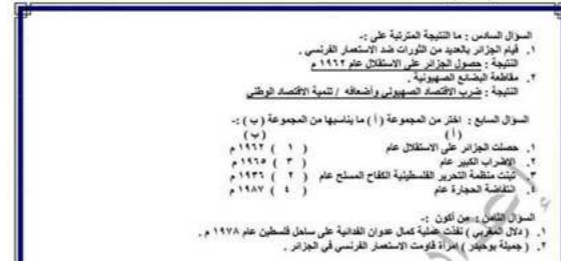 السؤال السادس : ما النتيجة المترتبة على :-
١. قيام الجزائر بالعديد من الثورات ضد الاستعمار الفرنسي .
النتيجة : حصول الجزائر على الاستقلال عام ١٩٦٢ م
٢. مقاطعة البضائع الصهيونية .
النتيجة : ضرب الاقتصاد الصهيوني وأضعافه / تنمية الاقتصاد الوطني
السؤال السابع : اختر من المجموعة ( أ ) ما يناسبها من المجموعة ( ب ) :-
( أ ) ( ب )
١. حصلت الجزائر على الاستقلال عام ( ١ ) ١٩٦٢ م
٢. الاضراب الكبير عام ( ٣ ) ١٩٦٥ م
٣. تبنت منظمة التحرير الفلسطينية الكفاح المسلح عام ( ٢ ) ١٩٣٦ م
٤. انتفاضة الحجارة عام ( ٤ ) ١٩٨٧ م
السؤال الثامن : من أكون :-
١. ( دلال المغربي ) نفذت عملية كمال عدوان الفدائية على ساحل فلسطين عام ١٩٧٨ م .
٢. ( جميلة بوحيدر ) امرأة قاومت الاستعمار الفرنسي في الجزائر .